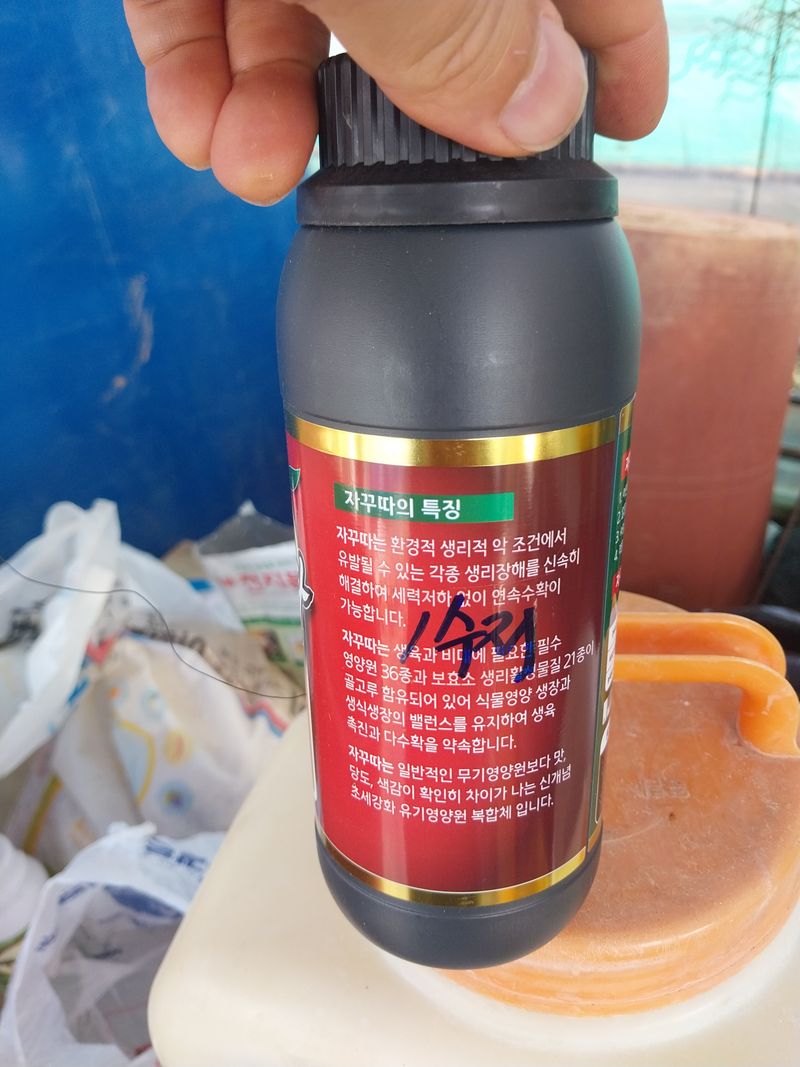 자꾸따의 특징
자꾸따는 환경적 생리적 악 조건에서
유발될 수 있는 각종 생리장해를 신속히
해결하여 세력저하 없이 연속수확이
가능합니다.
자꾸따는 생육과 비대에 필요한 필수
영양원 36종과 보효소 생리활성물질 21종이
골고루 함유되어 있어 식물영양 생장과
생식생장의 밸런스를 유지하여 생육
촉진과 다수확을 약속합니다.
자꾸따는 일반적인 무기영양원보다 맛,
당도, 색감이 확인히 차이가 나는 신개념
초세강화 유기영양원 복합체 입니다.